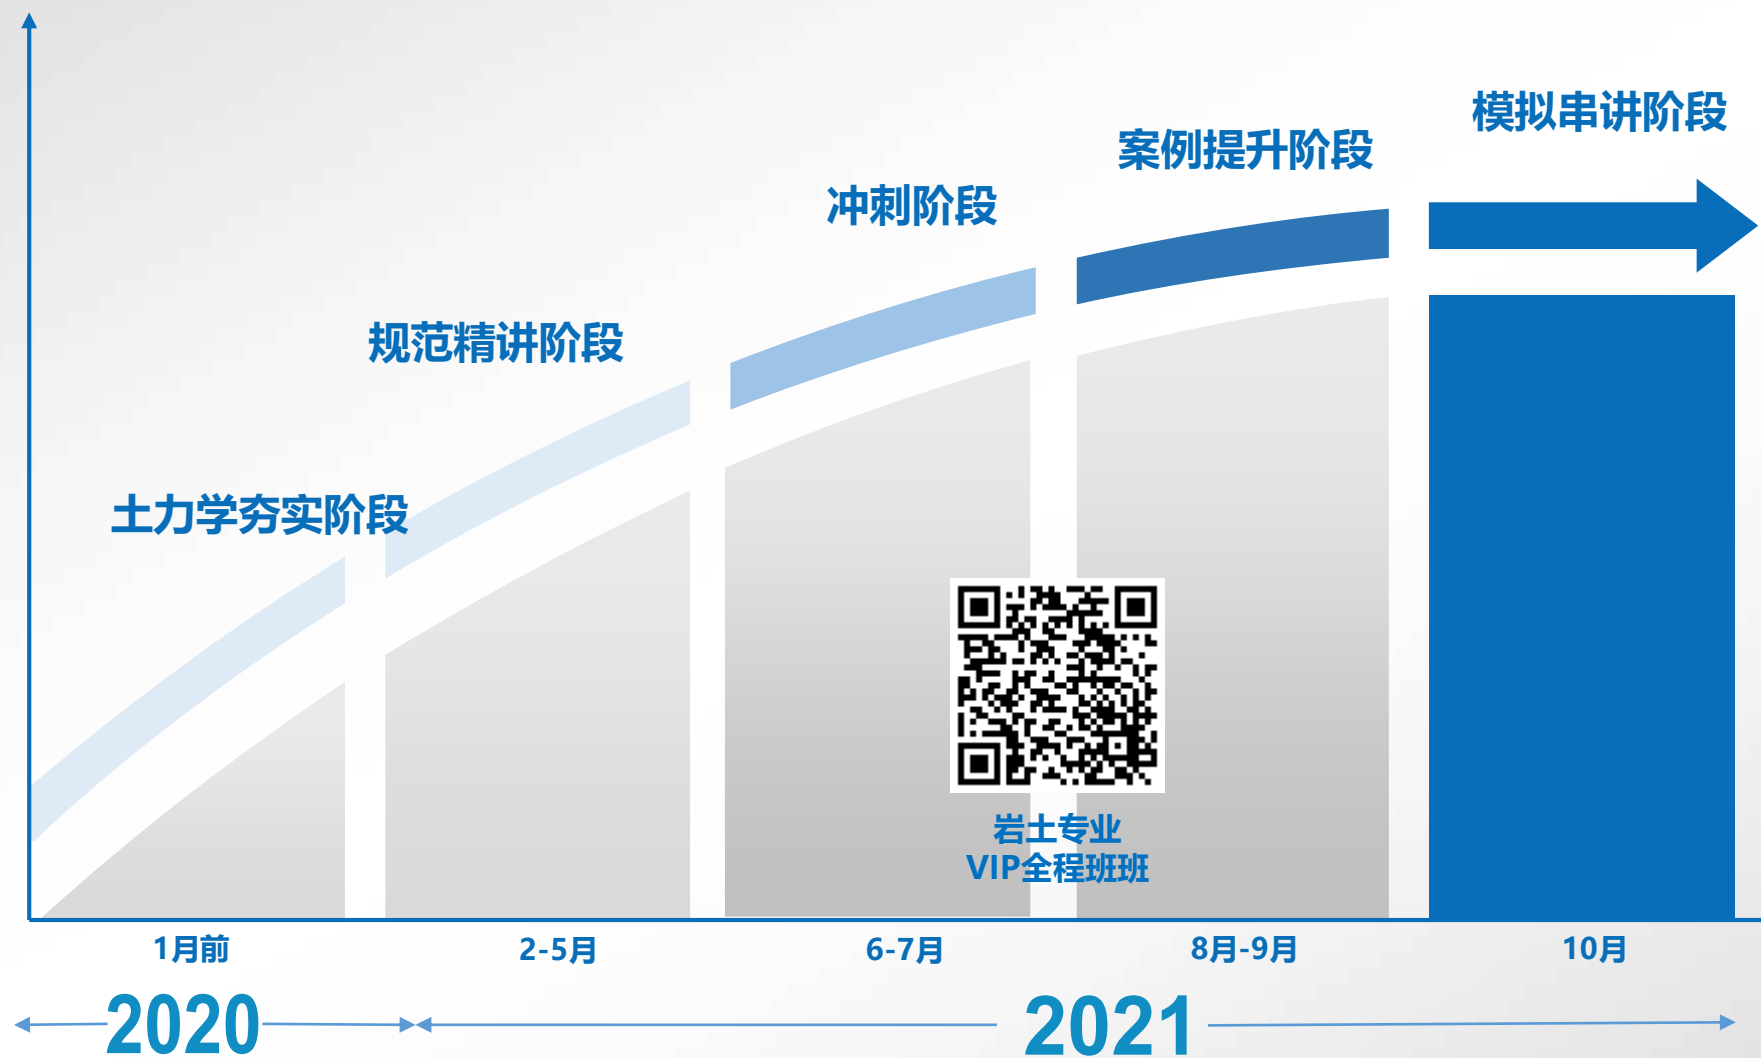 模拟串讲阶段
案例提升阶段
冲刺阶段
规范精讲阶段
土力学夯实阶段
岩土专业
VIP全程班班
1月前
2-5月
6-7月
8月-9月
10月
2020
2021